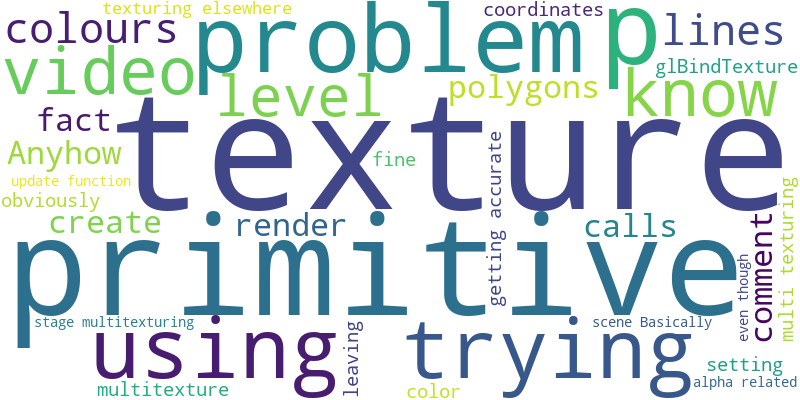 texturing elsewhere
coordinates
colours
problem
p
lines
video
level
polygons
glBindTexture
know
fact
texture
Anyhow
fine
update function
obviously
getting accurate
multi texturing
create
render
calls
primitive
comment
even though
stage multitexturing
using
leaving
trying
scene Basically
setting
multitexture
color
alpha related